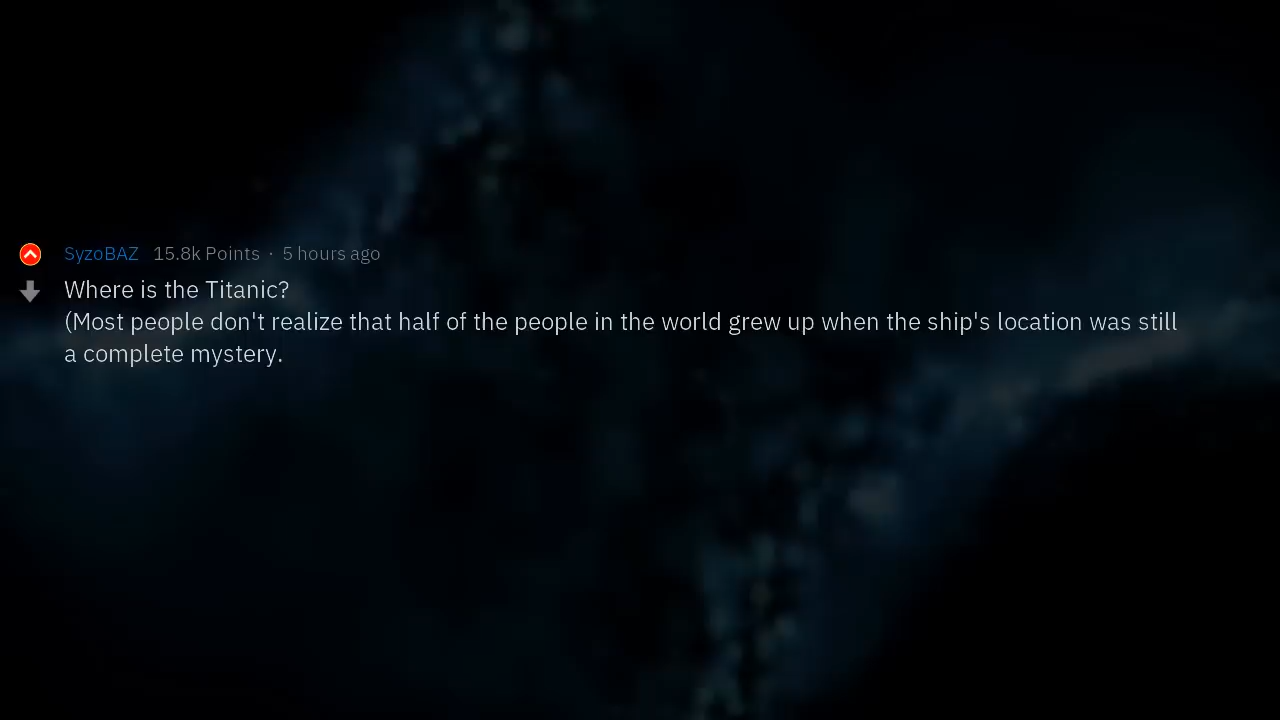 SyzoBAZ 15.8k Points · 5 hours ago
Where is the Titanic?
(Most people don't realize that half of the people in the world grew up when the ship's location was still
a complete mystery.